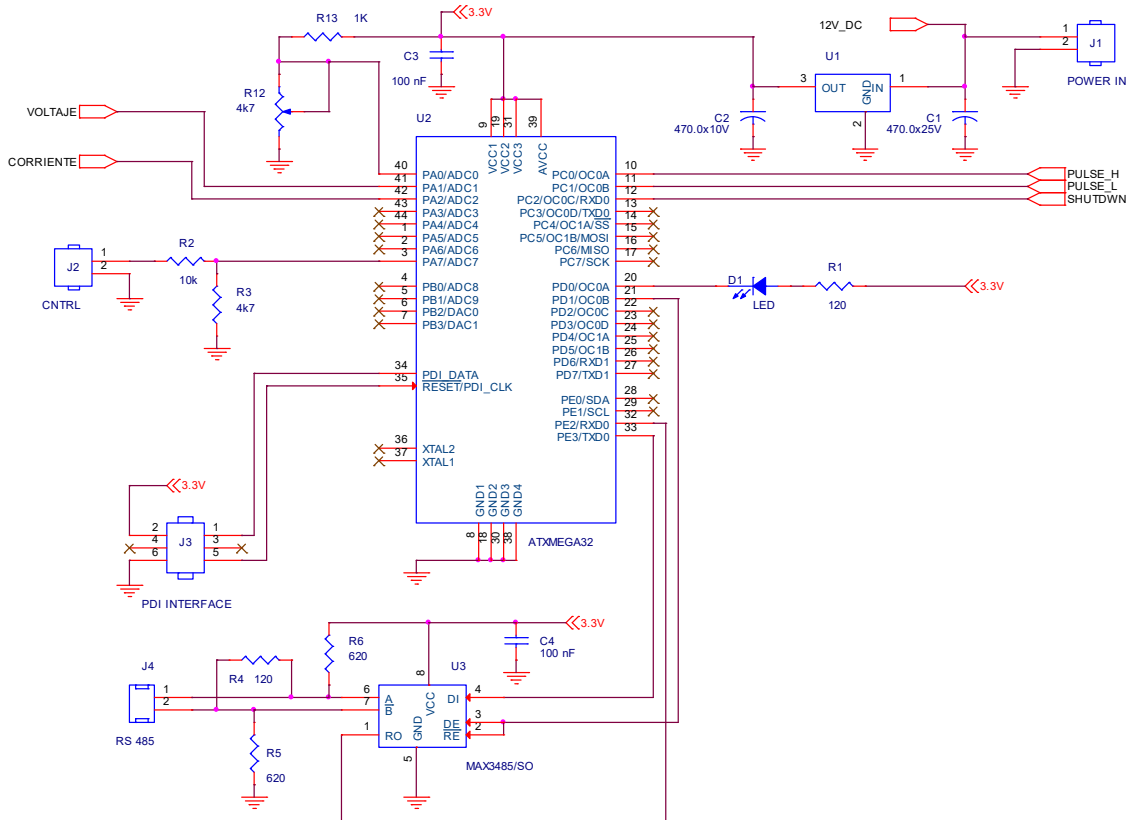 R13 1K
3.3V
12V_DC
1
2
J1
POWER IN
C3
100 nF
U1
3
OUT
GND
IN
1
2
R12
4k7
C2
470.0x10V
C1
470.0x25V
VOLTAJE
CORRIENTE
U2
9
19
31
39
VCC1
VCC2
VCC3
AVCC
40
PA0/ADC0
41
PA1/ADC1
42
PA2/ADC2
43
PA3/ADC3
44
PA4/ADC4
1
PA5/ADC5
2
PA6/ADC6
3
PA7/ADC7
4
PB0/ADC8
5
PB1/ADC9
6
PB2/DAC0
7
PB3/DAC1
34
PDI_DATA
35
RESET/PDI_CLK
36
XTAL2
37
XTAL1
10
PC0/OC0A
11
PC1/OC0B
12
PC2/OC0C/RXD0
13
PC3/OC0D/TXD0
14
PC4/OC1A/SS
15
PC5/OC1B/MOSI
16
PC6/MISO
17
PC7/SCK
20
PD0/OC0A
21
PD1/OC0B
22
PD2/OC0C
23
PD3/OC0D
24
PD4/OC1A
25
PD5/OC1B
26
PD6/RXD1
27
PD7/TXD1
28
PE0/SDA
29
PE1/SCL
32
PE2/RXD0
33
PE3/TXD0
GND1
GND2
GND3
GND4
8
18
30
38
ATXMEGA32
PULSE_H
PULSE_L
SHUTDWN
J2
1
2
CNTRL
R2
10k
R3
4k7
D1
LED
R1
120
3.3V
3.3V
2
4
6
J3
1
3
5
PDI INTERFACE
3.3V
C4
100 nF
R6
620
J4
1
2
RS 485
R4 120
R5
620
U3
8
VCC
6
A
7
B
1
RO
GND
5
DI
4
DE
3
RE
2
MAX3485/SO